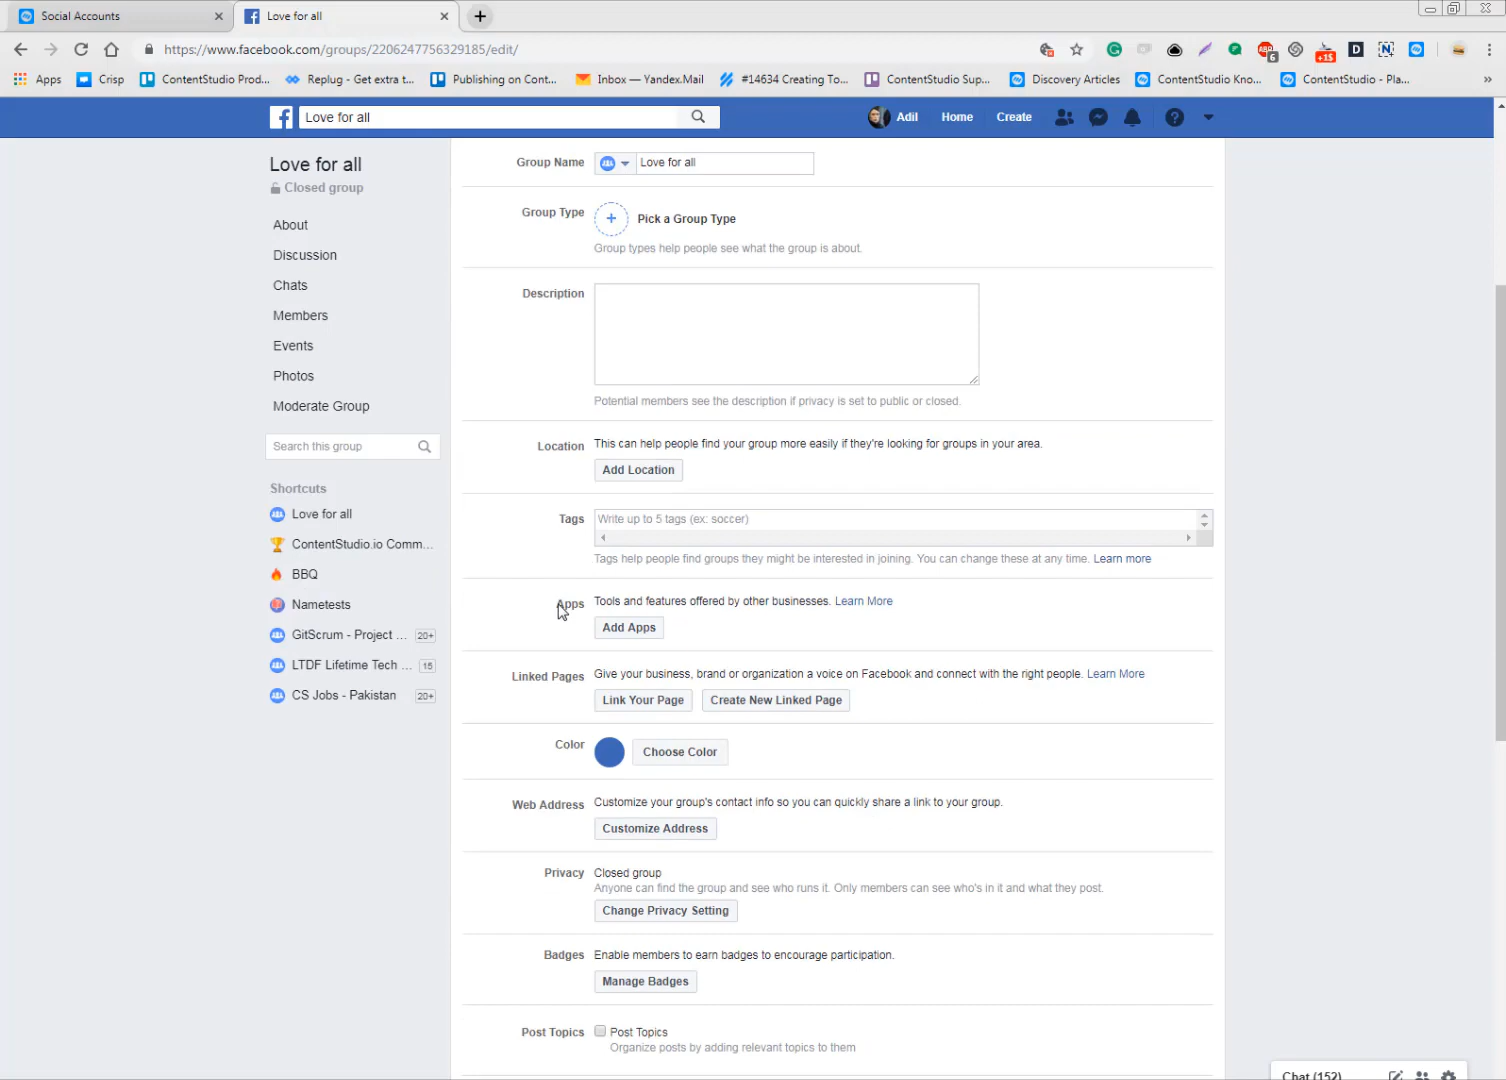 Social Accounts
Love for all
https://www.facebook.com/groups/2206247756329185/edit/
ABP
6
+15
D
N
Apps
Crisp
ContentStudio Prod...
Replug - Get extra t...
Publishing on Cont...
Inbox — Yandex.Mail
#14634 Creating To...
ContentStudio Sup...
Discovery Articles
ContentStudio Kno...
ContentStudio - Pla...
»
Love for all
Adil
Home
Create
Love for all
Closed group
About
Discussion
Chats
Members
Events
Photos
Moderate Group
Search this group
Shortcuts
Love for all
ContentStudio.io Comm...
BBQ
Nametests
GitScrum - Project ... 20+
LTDF Lifetime Tech ... 15
CS Jobs - Pakistan 20+
Group Name Love for all
Group Type Pick a Group Type
Group types help people see what the group is about.
Description
Potential members see the description if privacy is set to public or closed.
Location This can help people find your group more easily if they're looking for groups in your area.
Add Location
Tags Write up to 5 tags (ex: soccer)
Tags help people find groups they might be interested in joining. You can change these at any time. Learn more
Apps Tools and features offered by other businesses. Learn More
Add Apps
Linked Pages Give your business, brand or organization a voice on Facebook and connect with the right people. Learn More
Link Your Page Create New Linked Page
Color Choose Color
Web Address Customize your group's contact info so you can quickly share a link to your group.
Customize Address
Privacy Closed group
Anyone can find the group and see who runs it. Only members can see who's in it and what they post.
Change Privacy Setting
Badges Enable members to earn badges to encourage participation.
Manage Badges
Post Topics Post Topics
Organize posts by adding relevant topics to them
Chat (152)